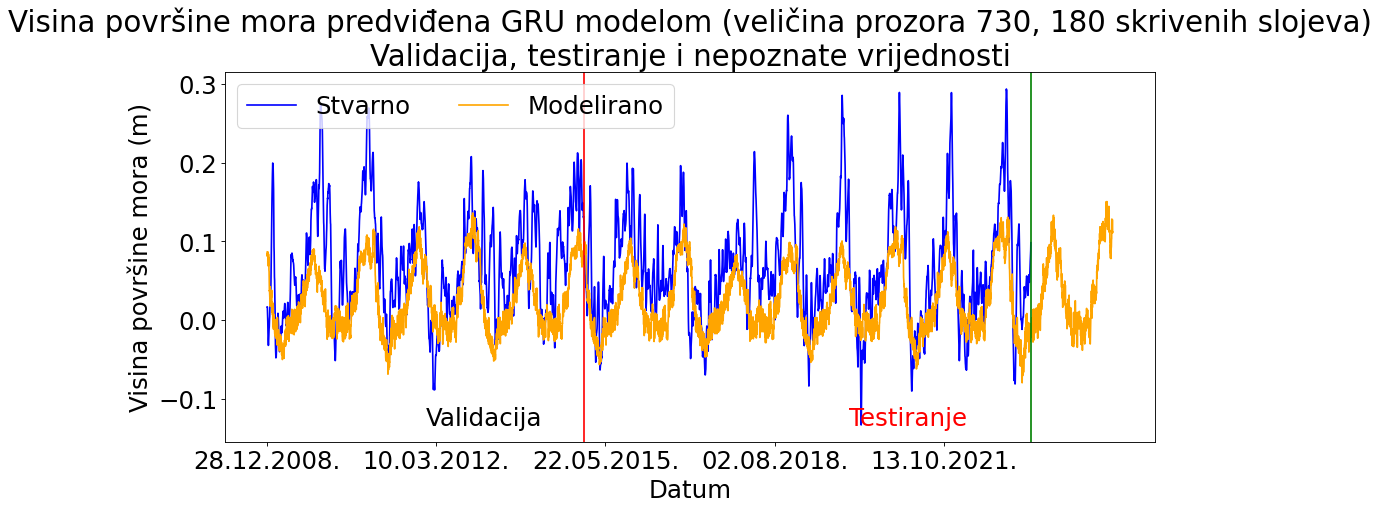 Visina površine mora predviđena GRU modelom (veličina prozora 730, 180 skrivenih slojeva)
Validacija, testiranje i nepoznate vrijednosti
Stvarno
Modelirano
0.3
0.2
0.1
0.0
−0.1
Visina površine mora (m)
Validacija
Testiranje
28.12.2008.
10.03.2012.
22.05.2015.
02.08.2018.
13.10.2021.
Datum